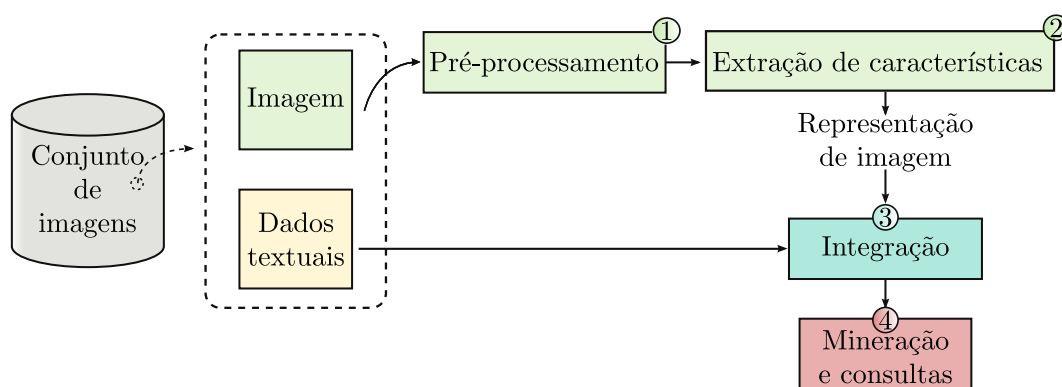 1
2
Pré-processamento
Extração de características
Imagem
Representação
de imagem
Conjunto
de
imagens
Dados
textuais
3
Integração
4
Mineração
e consultas